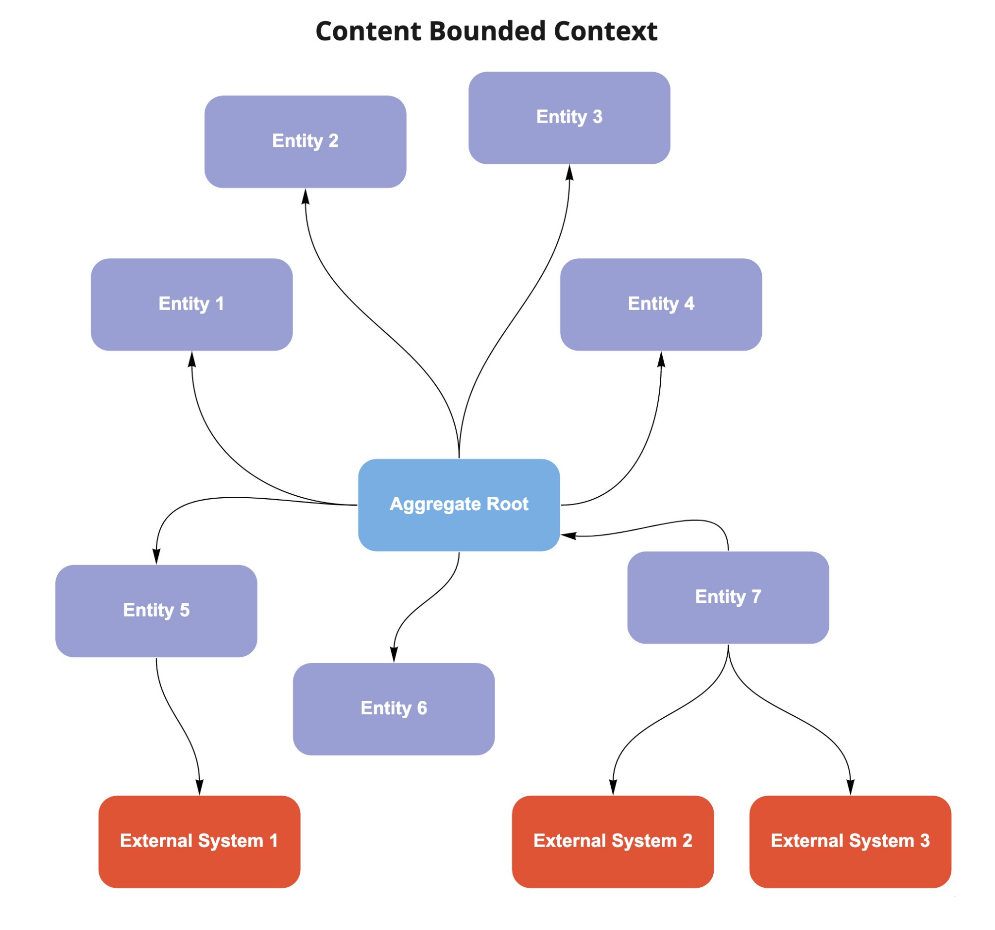 Content Bounded Context
Entity 3
Entity 2
Entity 1
Entity 4
Aggregate Root
Entity 5
Entity 7
Entity 6
External System 1
External System 2
External System 3